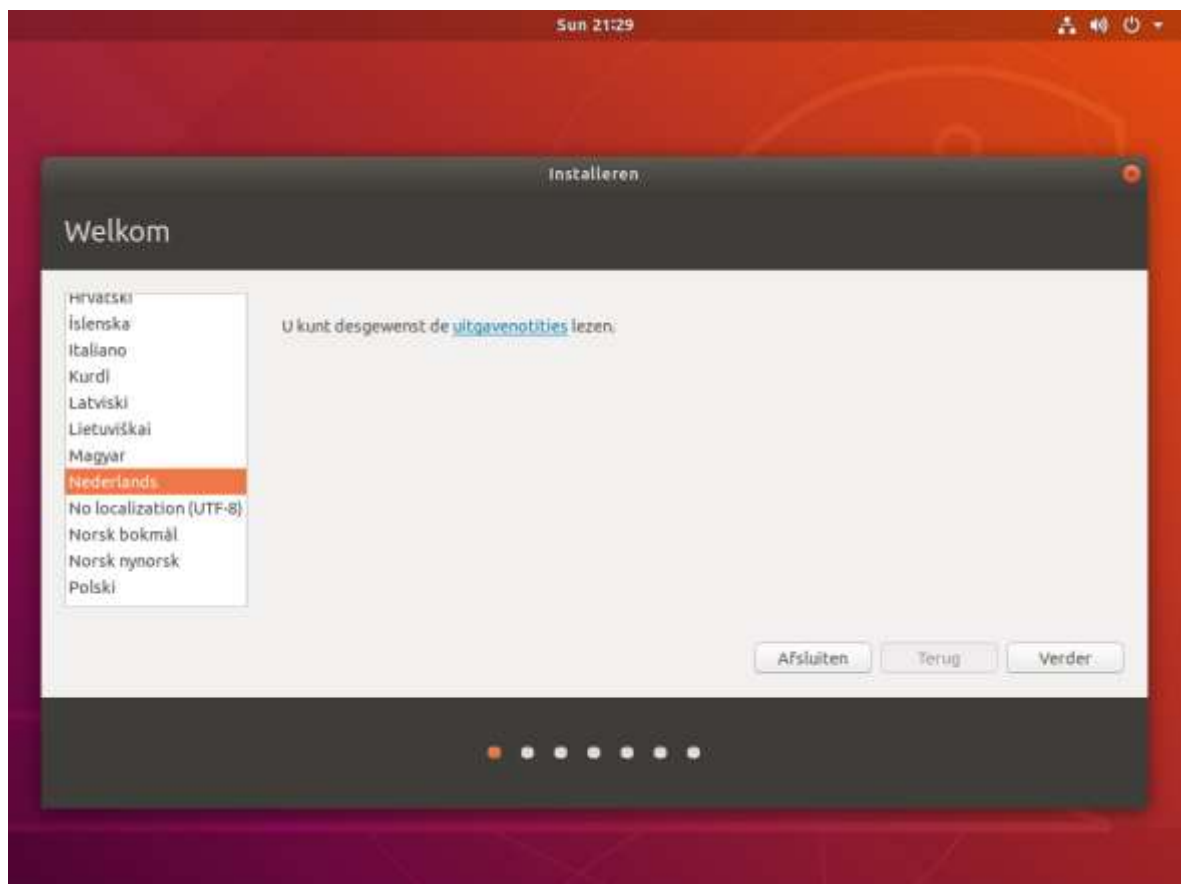 Sun 21:29
Installeren
Welkom
Hrvatski
Íslenska
Italiano
Kurdî
Latviski
Lietuviškai
Magyar
Nederlands
No localization (UTF-8)
Norsk bokmål
Norsk nynorsk
Polski
U kunt desgewenst de uitgavenotities lezen.
Afsluiten
Terug
Verder